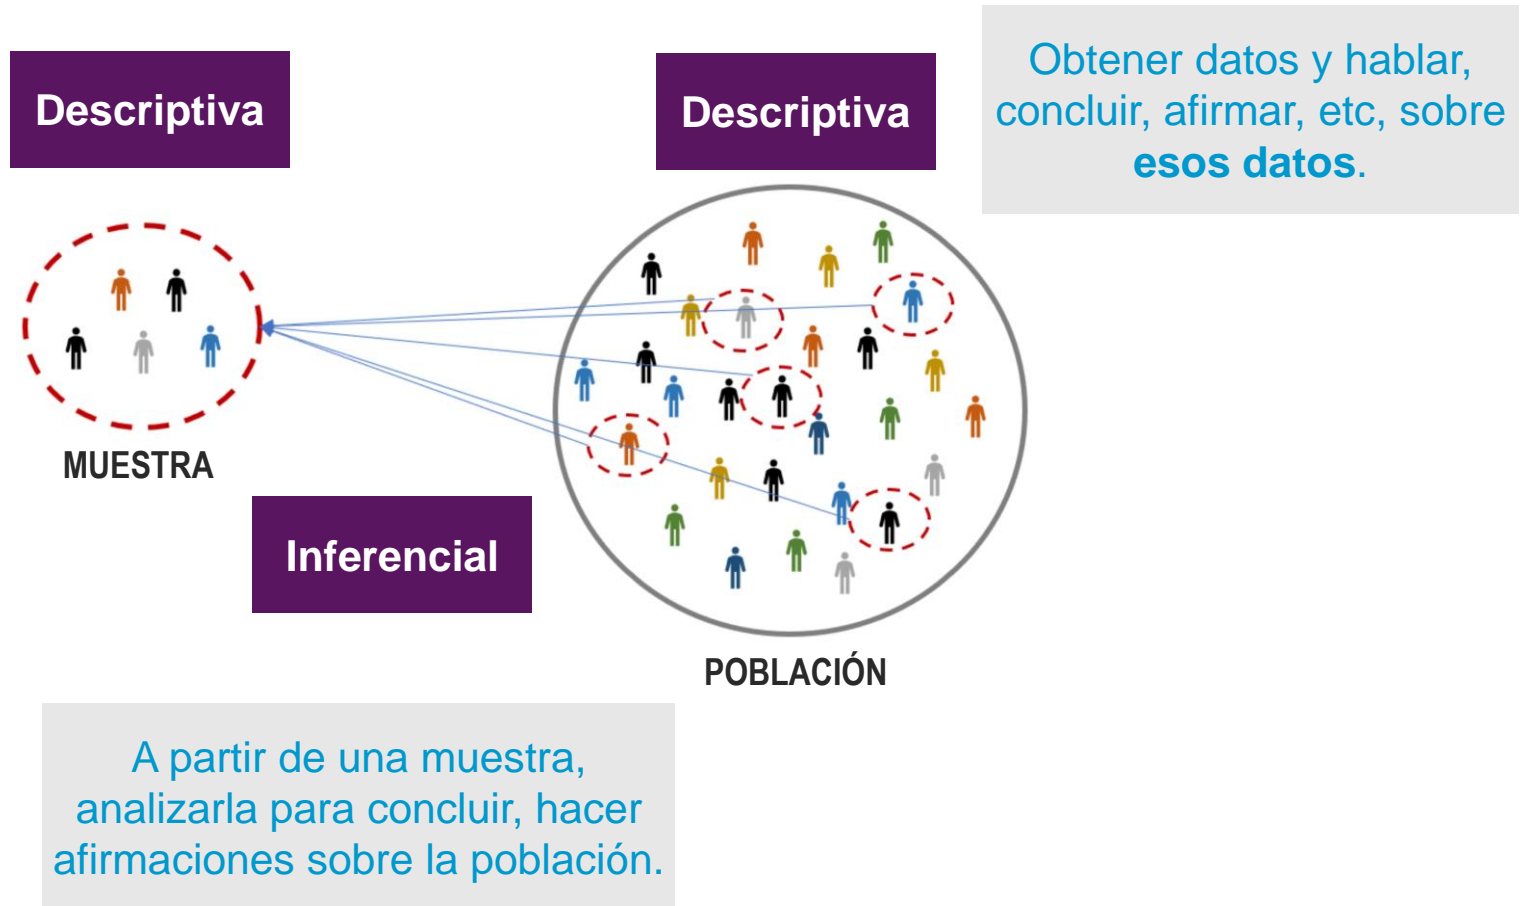 Descriptiva
Descriptiva
Obtener datos y hablar,
concluir, afirmar, etc, sobre
esos datos.
MUESTRA
Inferencial
POBLACIÓN
A partir de una muestra,
analizarla para concluir, hacer
afirmaciones sobre la población.